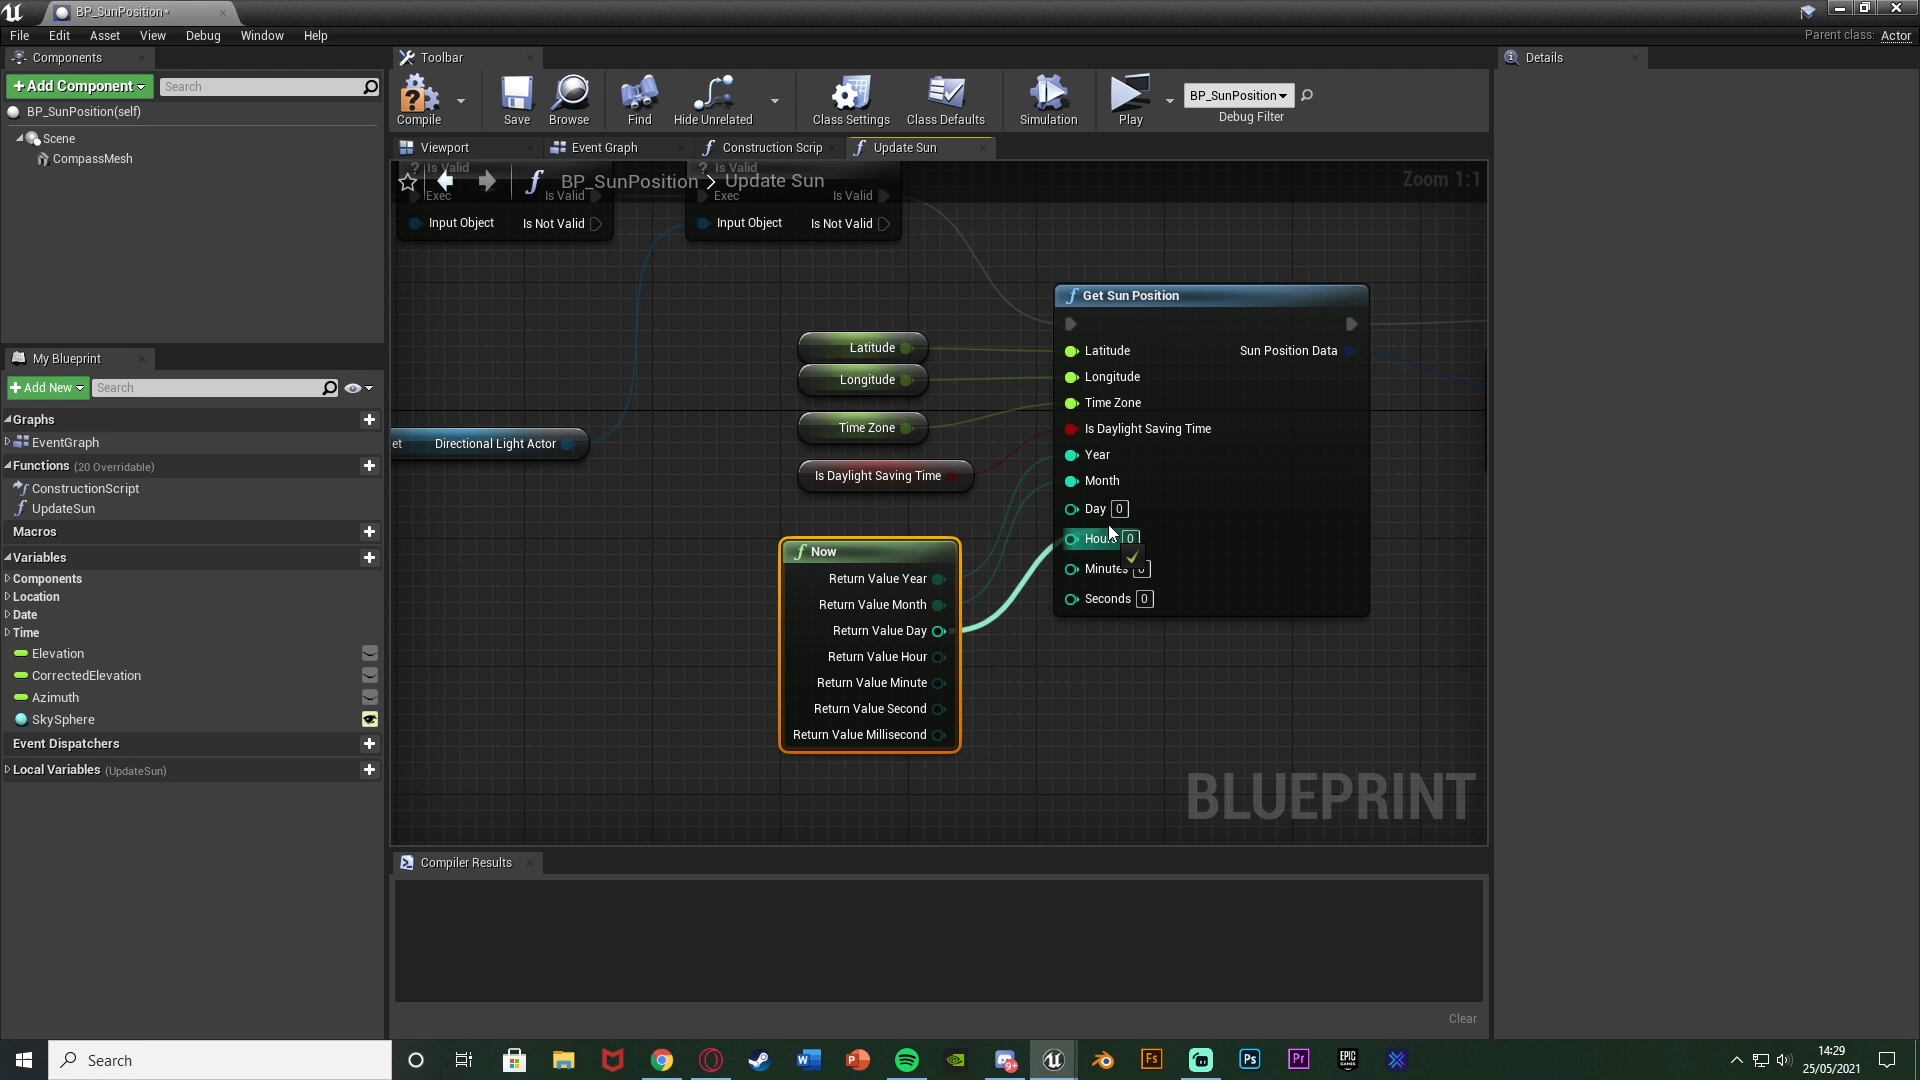 BP_SunPosition*
File Edit Asset View Debug Window Help
Parent class: Actor
Components
Toolbar
Details
+Add Component
Search
BP_SunPosition(self)
Scene
CompassMesh
Compile
Save
Browse
Find
Hide Unrelated
Class Settings
Class Defaults
Simulation
Play
BP_SunPosition
Debug Filter
Viewport
Event Graph
Construction Scrip
Update Sun
BP_SunPosition > Update Sun
Zoom 1:1
? Is Valid
Exec
Is Valid
Input Object
Is Not Valid
? Is Valid
Exec
Is Valid
Input Object
Is Not Valid
et Directional Light Actor
Latitude
Longitude
Time Zone
Is Daylight Saving Time
Get Sun Position
Latitude
Sun Position Data
Longitude
Time Zone
Is Daylight Saving Time
Year
Month
Day 0
Hours 0
Minutes 0
Seconds 0
Now
Return Value Year
Return Value Month
Return Value Day
Return Value Hour
Return Value Minute
Return Value Second
Return Value Millisecond
BLUEPRINT
My Blueprint
+Add New
Search
Graphs
EventGraph
Functions (20 Overridable)
ConstructionScript
UpdateSun
Macros
Variables
Components
Location
Date
Time
Elevation
CorrectedElevation
Azimuth
SkySphere
Event Dispatchers
Local Variables (UpdateSun)
Compiler Results
Clear
Search
14:29
25/05/2021